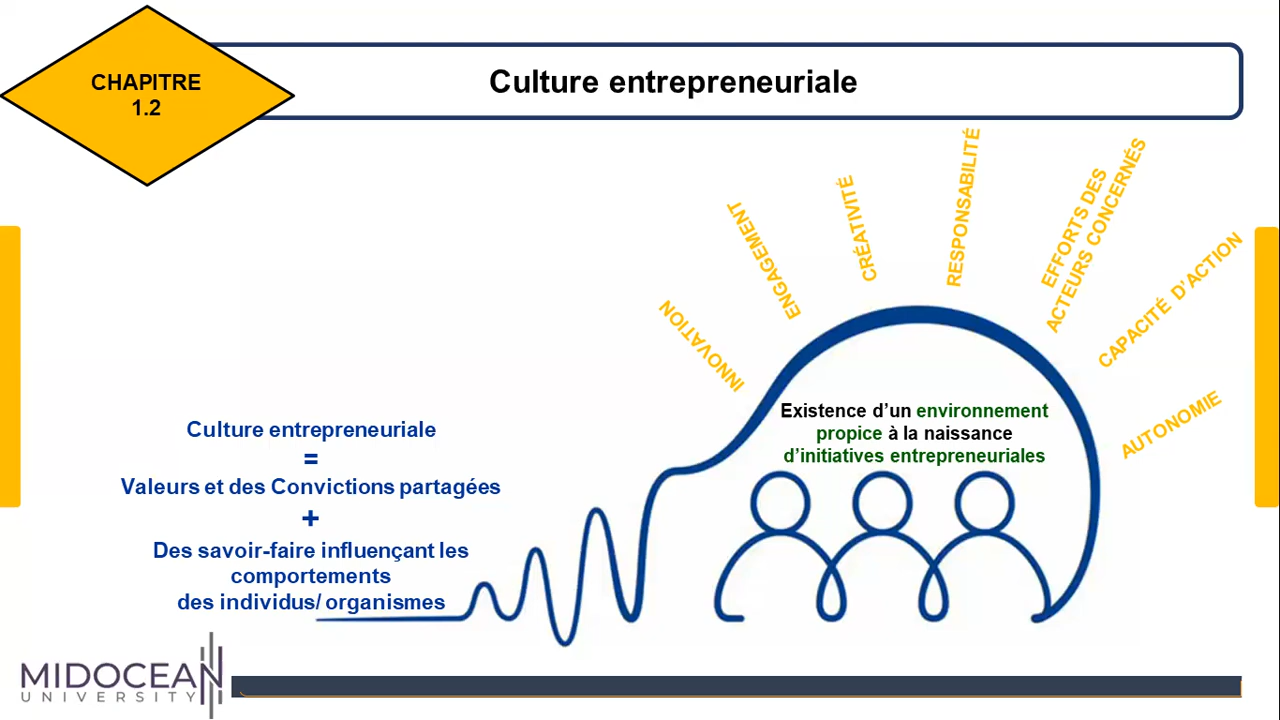 CHAPITRE
1.2
Culture entrepreneuriale
INNOVATION
ENGAGEMENT
CRÉATIVITÉ
RESPONSABILITÉ
EFFORTS DES
ACTEURS CONCERNÉS
CAPACITÉ D'ACTION
AUTONOMIE
Existence d'un environnement
propice à la naissance
d'initiatives entrepreneuriales
Culture entrepreneuriale
=
Valeurs et des Convictions partagées
+
Des savoir-faire influençant les
comportements
des individus/ organismes
MIDOCEAN
UNIVERSITY